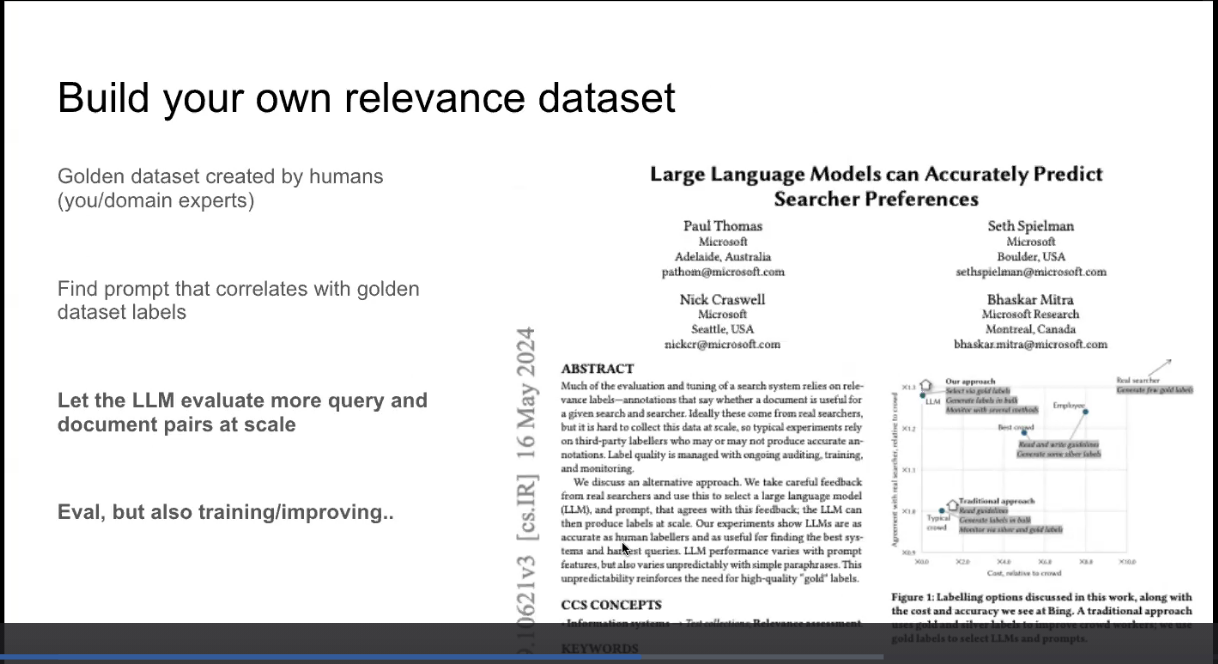 Build your own relevance dataset
Golden dataset created by humans
(you/domain experts)
Find prompt that correlates with golden
dataset labels
Let the LLM evaluate more query and
document pairs at scale
Eval, but also training/improving..
Large Language Models can Accurately Predict
Searcher Preferences
Paul Thomas
Microsoft
Adelaide, Australia
pathom@microsoft.com
Seth Spielman
Microsoft
Boulder, USA
sethspielman@microsoft.com
Nick Craswell
Microsoft
Seattle, USA
nickcr@microsoft.com
Bhaskar Mitra
Microsoft Research
Montreal, Canada
bhaskar.mitra@microsoft.com
.10621v3 [cs.IR] 16 May 2024
ABSTRACT
Much of the evaluation and tuning of a search system relies on rele-
vance labels—annotations that say whether a document is useful for
a given search and searcher. Ideally these come from real searchers,
but it is hard to collect this data at scale, so typical experiments rely
on third-party labellers who may or may not produce accurate an-
notations. Label quality is managed with ongoing auditing, training,
and monitoring.
We discuss an alternative approach. We take careful feedback
from real searchers and use this to select a large language model
(LLM), and prompt, that agrees with this feedback; the LLM can
then produce labels at scale. Our experiments show LLMs are as
accurate as human labellers and as useful for finding the best sys-
tems and hardest queries. LLM performance varies with prompt
features, but also varies unpredictably with simple paraphrases. This
unpredictability reinforces the need for high-quality "gold" labels.
CCS CONCEPTS
• Information systems → Test collections; Relevance assessment.
KEYWORDS
Agreement with real searcher, relative to crowd
×1.3
×1.2
×1.1
×1.0
×0.9
Our approach
Select via gold labels
Generate labels in bulk
Monitor with several methods
LLM
Real searcher
Generate few gold labels
Employee
Best crowd
Read and write guidelines
Generate some silver labels
Traditional approach
Read guidelines
Generate labels in bulk
Monitor via silver and gold labels
Typical
crowd
×0.0 ×2.0 ×4.0 ×6.0 ×8.0 ×10.0
Cost, relative to crowd
Figure 1: Labelling options discussed in this work, along with
the cost and accuracy we see at Bing. A traditional approach
uses gold and silver labels to improve crowd workers; we use
gold labels to select LLMs and prompts.